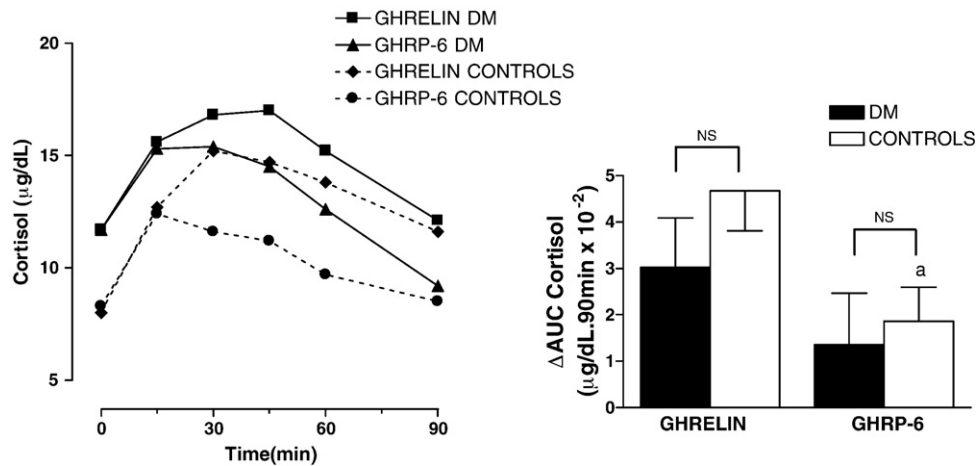 GHRELIN DM
GHRP-6 DM
GHRELIN CONTROLS
GHRP-6 CONTROLS
20
15
10
5
Cortisol (μg/dL)
0
15
30
45
60
90
Time(min)
DM
CONTROLS
NS
NS
a
5
4
3
2
1
0
ΔAUC Cortisol
(μg/dL.90min x 10⁻²)
GHRELIN
GHRP-6